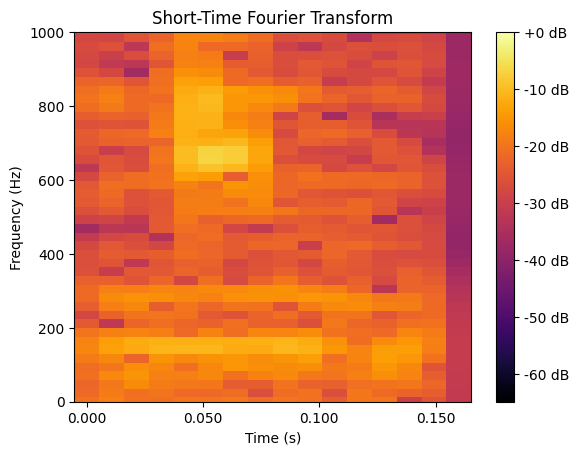 Short-Time Fourier Transform
1000
800
600
400
200
0
Frequency (Hz)
0.000
0.050
0.100
0.150
Time (s)
+0 dB
-10 dB
-20 dB
-30 dB
-40 dB
-50 dB
-60 dB